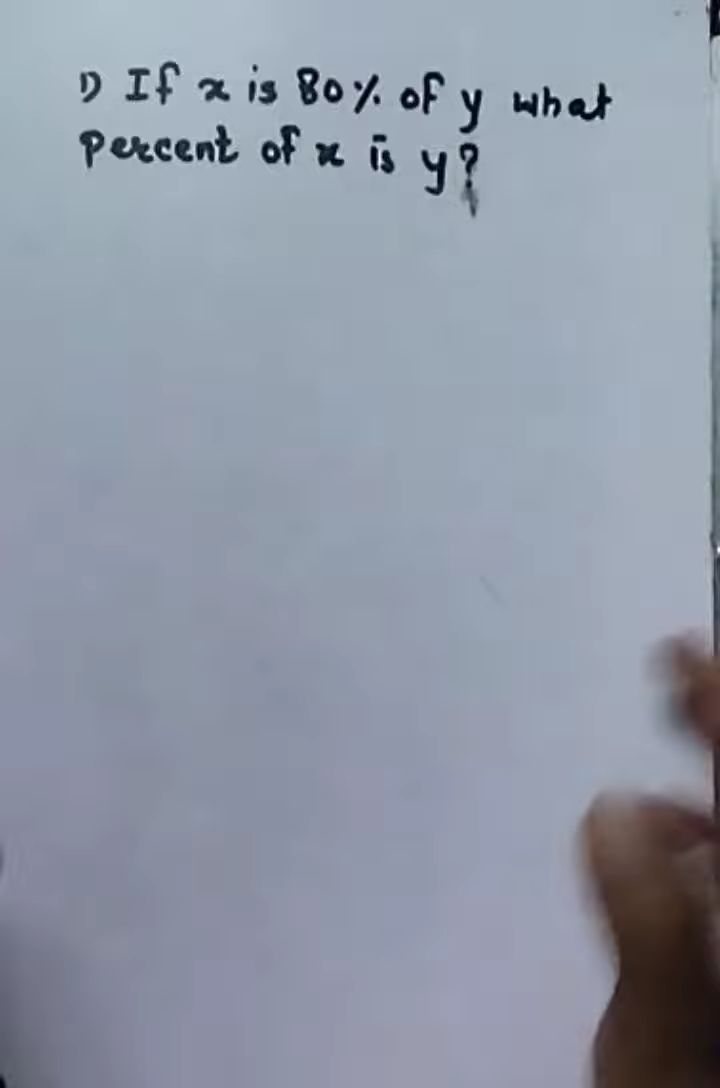 1) If x is 80% of y what
percent of x is y?